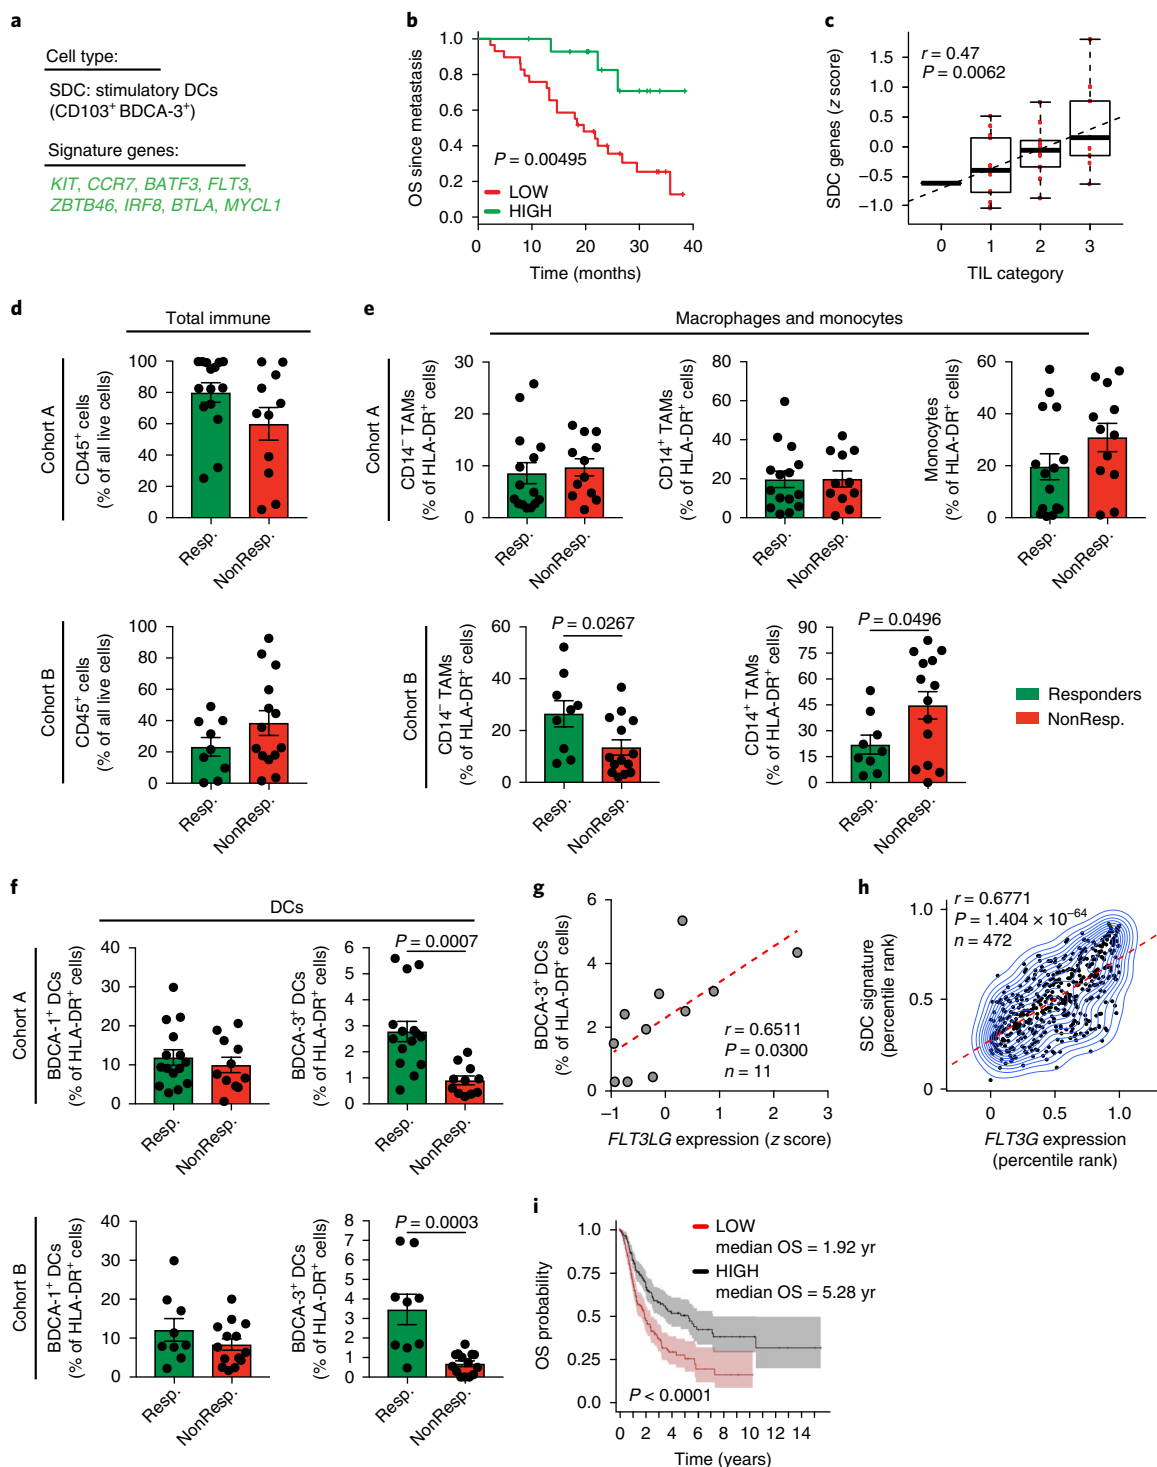 a
Cell type:
SDC: stimulatory DCs
(CD103⁺ BDCA-3⁺)
Signature genes:
KIT, CCR7, BATF3, FLT3,
ZBTB46, IRF8, BTLA, MYCL1
b
OS since metastasis
1.0
0.8
0.6
0.4
0.2
0.0
P = 0.00495
LOW
HIGH
0 10 20 30 40
Time (months)
c
SDC genes (z score)
1.5
1.0
0.5
0.0
−0.5
−1.0
r = 0.47
P = 0.0062
0 1 2 3
TIL category
d
Total immune
Cohort A
CD45⁺ cells
(% of all live cells)
100
80
60
40
20
0
Resp.
NonResp.
Cohort B
CD45⁺ cells
(% of all live cells)
100
80
60
40
20
0
Resp.
NonResp.
e
Macrophages and monocytes
Cohort A
CD14⁻ TAMs
(% of HLA-DR⁺ cells)
30
20
10
0
Resp.
NonResp.
CD14⁺ TAMs
(% of HLA-DR⁺ cells)
80
60
40
20
0
Resp.
NonResp.
Monocytes
(% of HLA-DR⁺ cells)
60
40
20
0
Resp.
NonResp.
Cohort B
CD14⁻ TAMs
(% of HLA-DR⁺ cells)
60
40
20
0
P = 0.0267
Resp.
NonResp.
CD14⁺ TAMs
(% of HLA-DR⁺ cells)
90
75
60
45
30
15
0
P = 0.0496
Resp.
NonResp.
Responders
NonResp.
f
DCs
Cohort A
BDCA-1⁺ DCs
(% of HLA-DR⁺ cells)
40
30
20
10
0
Resp.
NonResp.
BDCA-3⁺ DCs
(% of HLA-DR⁺ cells)
6
5
4
3
2
1
0
P = 0.0007
Resp.
NonResp.
Cohort B
BDCA-1⁺ DCs
(% of HLA-DR⁺ cells)
40
30
20
10
0
Resp.
NonResp.
BDCA-3⁺ DCs
(% of HLA-DR⁺ cells)
8
7
6
5
4
3
2
1
0
P = 0.0003
Resp.
NonResp.
g
BDCA-3⁺ DCs
(% of HLA-DR⁺ cells)
6
4
2
0
r = 0.6511
P = 0.0300
n = 11
−1 0 1 2 3
FLT3LG expression (z score)
h
SDC signature
(percentile rank)
1.0
0.5
0
r = 0.6771
P = 1.404 × 10⁻⁶⁴
n = 472
0 0.5 1.0
FLT3G expression
(percentile rank)
i
OS probability
1.0
0.75
0.5
0.25
0.0
LOW
median OS = 1.92 yr
HIGH
median OS = 5.28 yr
P < 0.0001
0 2 4 6 8 10 12 14
Time (years)